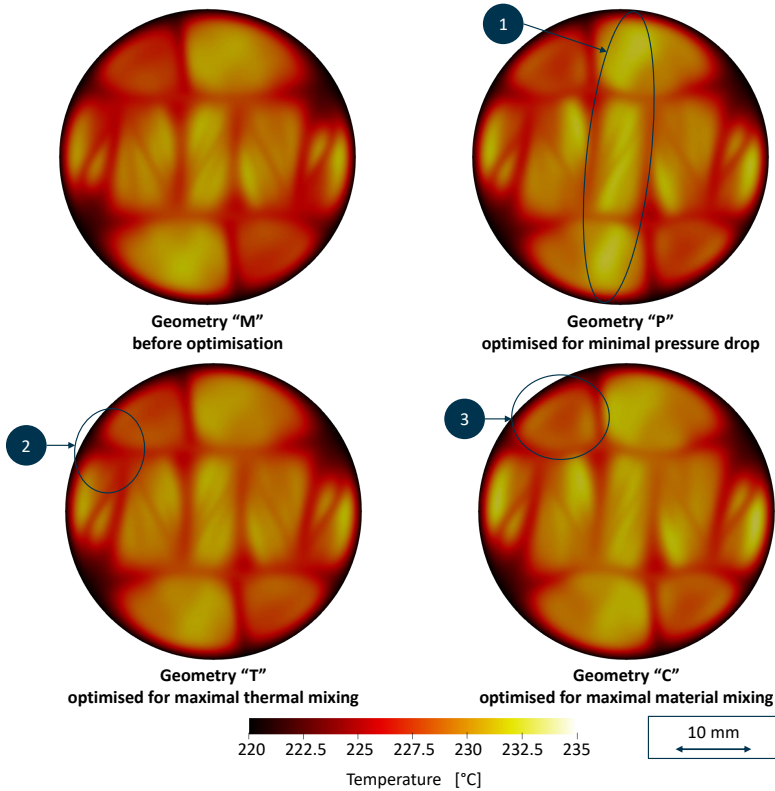 1
Geometry “M”
before optimisation
Geometry “P”
optimised for minimal pressure drop
2
3
Geometry “T”
optimised for maximal thermal mixing
Geometry “C”
optimised for maximal material mixing
220 222.5 225 227.5 230 232.5 235
Temperature [°C]
10 mm